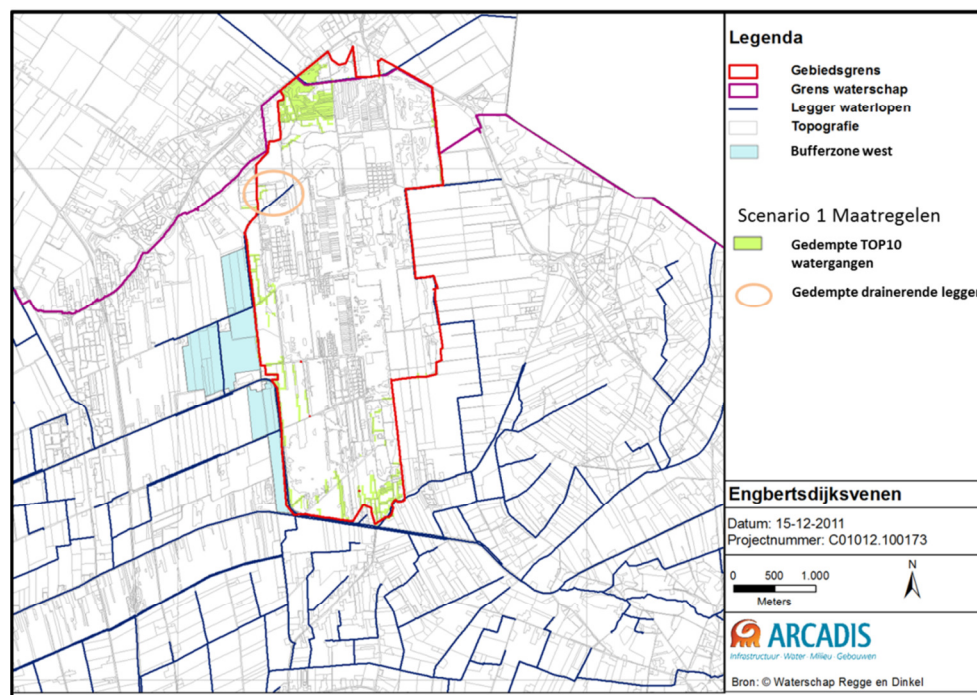 Legenda
Gebiedsgrens
Grens waterschap
Legger waterlopen
Topografie
Bufferzone west
Scenario 1 Maatregelen
Gedempte TOP10
watergangen
Gedempte drainerende legger
Engbertsdijksvenen
Datum: 15-12-2011
Projectnummer: C01012.100173
N
0 500 1.000
Meters
ARCADIS
Infrastructuur · Water · Milieu · Gebouwen
Bron: © Waterschap Regge en Dinkel